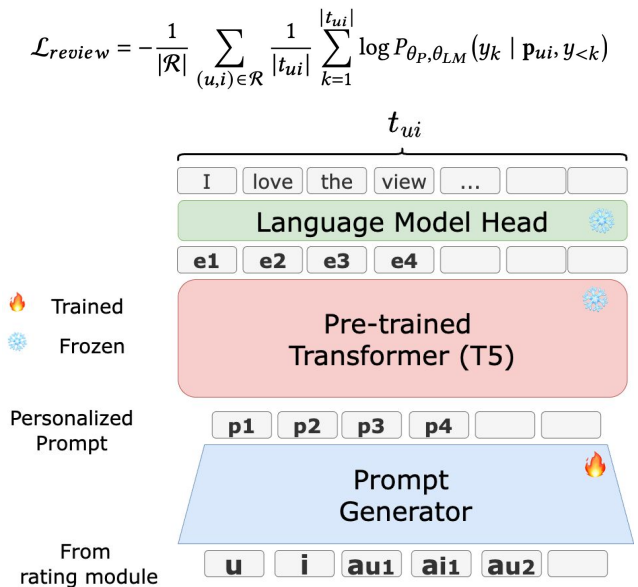 ℒ_review = − 1/|ℛ| ∑_{(u,i)∈ℛ} 1/|t_ui| ∑_{k=1}^{|t_ui|} log P_{θ_P,θ_LM}(y_k | p_ui, y_<k)
t_ui
I love the view ...
Language Model Head
e1 e2 e3 e4
Trained
Frozen
Pre-trained
Transformer (T5)
Personalized
Prompt
p1 p2 p3 p4
Prompt
Generator
From
rating module
u i au1 ai1 au2